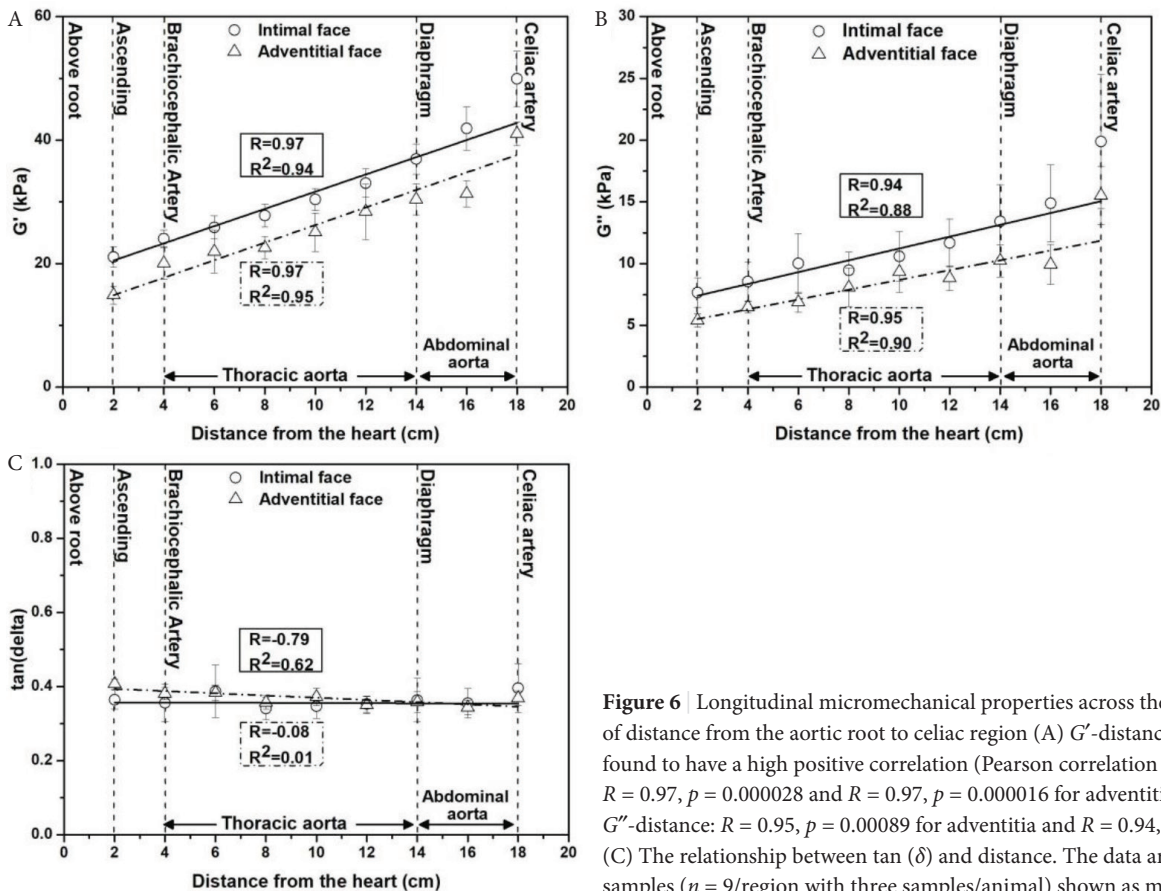 A
60
40
20
0
G' (kPa)
Above root
Ascending
Brachiocephalic Artery
Diaphragm
Celiac artery
Intimal face
Adventitial face
R=0.97
R²=0.94
R=0.97
R²=0.95
Thoracic aorta
Abdominal
aorta
0 2 4 6 8 10 12 14 16 18 20
Distance from the heart (cm)
B
30
25
20
15
10
5
0
G" (kPa)
Above root
Ascending
Brachiocephalic Artery
Diaphragm
Celiac artery
Intimal face
Adventitial face
R=0.94
R²=0.88
R=0.95
R²=0.90
Thoracic aorta
Abdominal
aorta
0 2 4 6 8 10 12 14 16 18 20
Distance from the heart (cm)
C
1.0
0.8
0.6
0.4
0.2
0.0
tan(delta)
Above root
Ascending
Brachiocephalic Artery
Diaphragm
Celiac artery
Intimal face
Adventitial face
R=-0.79
R²=0.62
R=-0.08
R²=0.01
Thoracic aorta
Abdominal
aorta
0 2 4 6 8 10 12 14 16 18 20
Distance from the heart (cm)
Figure 6 | Longitudinal micromechanical properties across the
of distance from the aortic root to celiac region (A) G′-distance
found to have a high positive correlation (Pearson correlation
R = 0.97, p = 0.000028 and R = 0.97, p = 0.000016 for adventiti
G″-distance: R = 0.95, p = 0.00089 for adventitia and R = 0.94,
(C) The relationship between tan (δ) and distance. The data ar
samples (n = 9/region with three samples/animal) shown as m